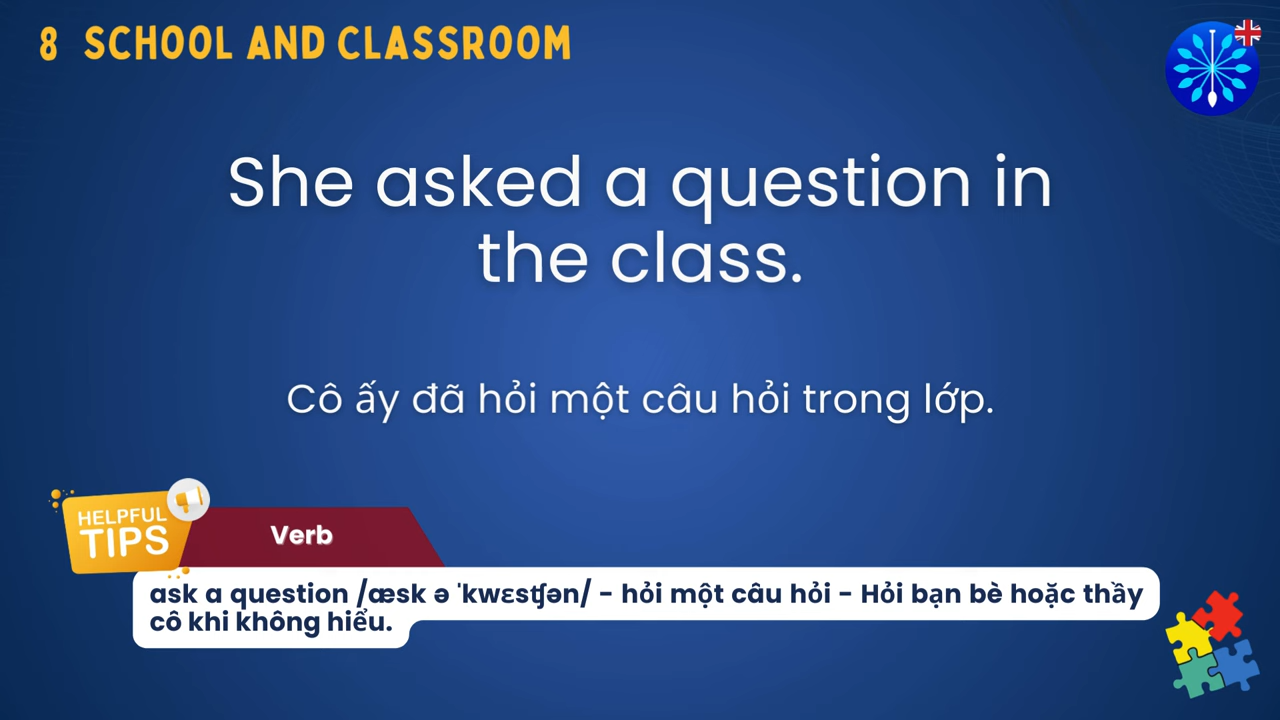 8 SCHOOL AND CLASSROOM
She asked a question in
the class.
Cô ấy đã hỏi một câu hỏi trong lớp.
HELPFUL
TIPS
Verb
ask a question /æsk ə ˈkwɛsʧən/ - hỏi một câu hỏi - Hỏi bạn bè hoặc thầy
cô khi không hiểu.